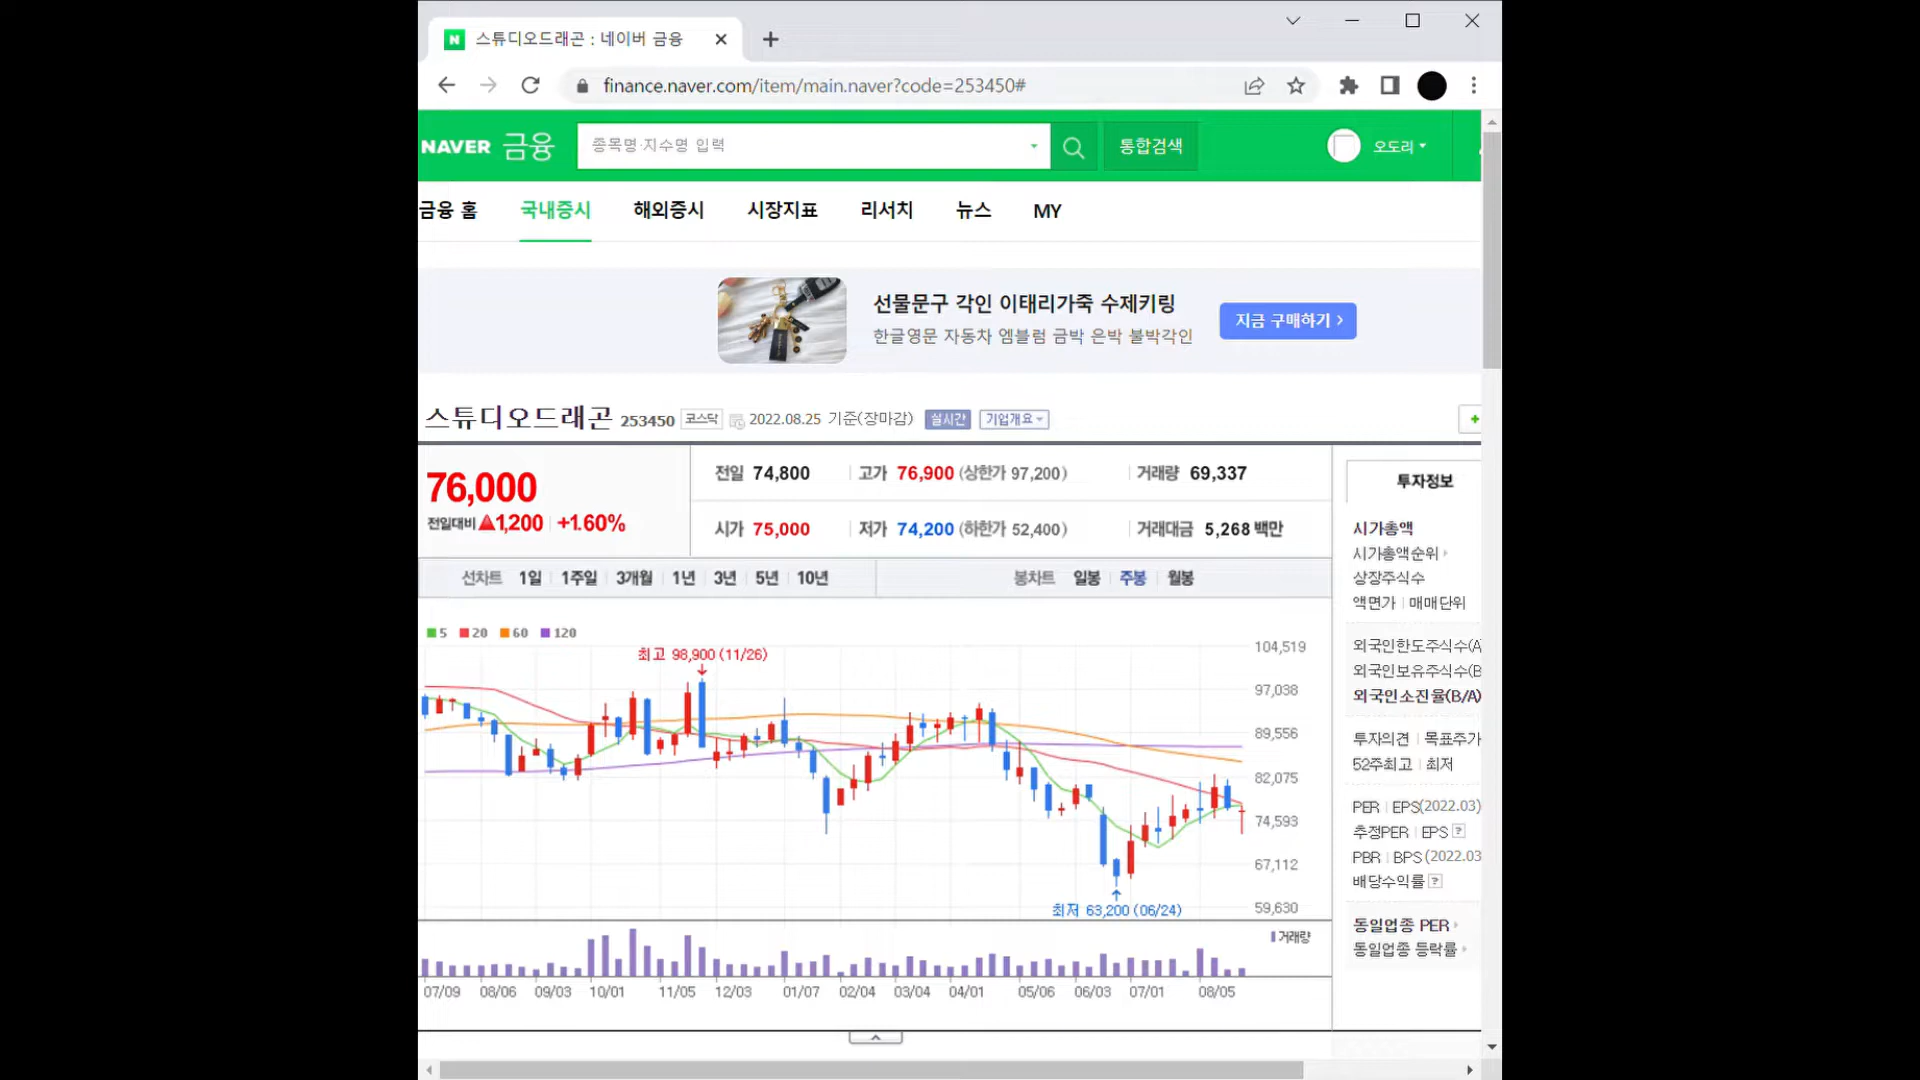 스튜디오드래곤 : 네이버 금융
finance.naver.com/item/main.naver?code=253450#
NAVER 금융
종목명·지수명 입력
통합검색
오도리
금융 홈 국내증시 해외증시 시장지표 리서치 뉴스 MY
선물문구 각인 이태리가죽 수제키링
한글영문 자동차 엠블럼 금박 은박 불박각인
지금 구매하기 >
스튜디오드래곤 253450 코스닥 2022.08.25 기준(장마감) 실시간 기업개요
76,000
전일대비 ▲1,200 +1.60%
전일 74,800 고가 76,900 (상한가 97,200) 거래량 69,337
시가 75,000 저가 74,200 (하한가 52,400) 거래대금 5,268 백만
선차트 1일 1주일 3개월 1년 3년 5년 10년 봉차트 일봉 주봉 월봉
5 20 60 120
최고 98,900 (11/26)
104,519
97,038
89,556
82,075
74,593
67,112
59,630
최저 63,200 (06/24)
거래량
07/09 08/06 09/03 10/01 11/05 12/03 01/07 02/04 03/04 04/01 05/06 06/03 07/01 08/05
투자정보
시가총액
시가총액순위
상장주식수
액면가 | 매매단위
외국인한도주식수(A
외국인보유주식수(B
외국인소진율(B/A)
투자의견 | 목표주가
52주최고 | 최저
PER | EPS(2022.03)
추정PER | EPS ?
PBR | BPS (2022.03
배당수익률 ?
동일업종 PER
동일업종 등락률